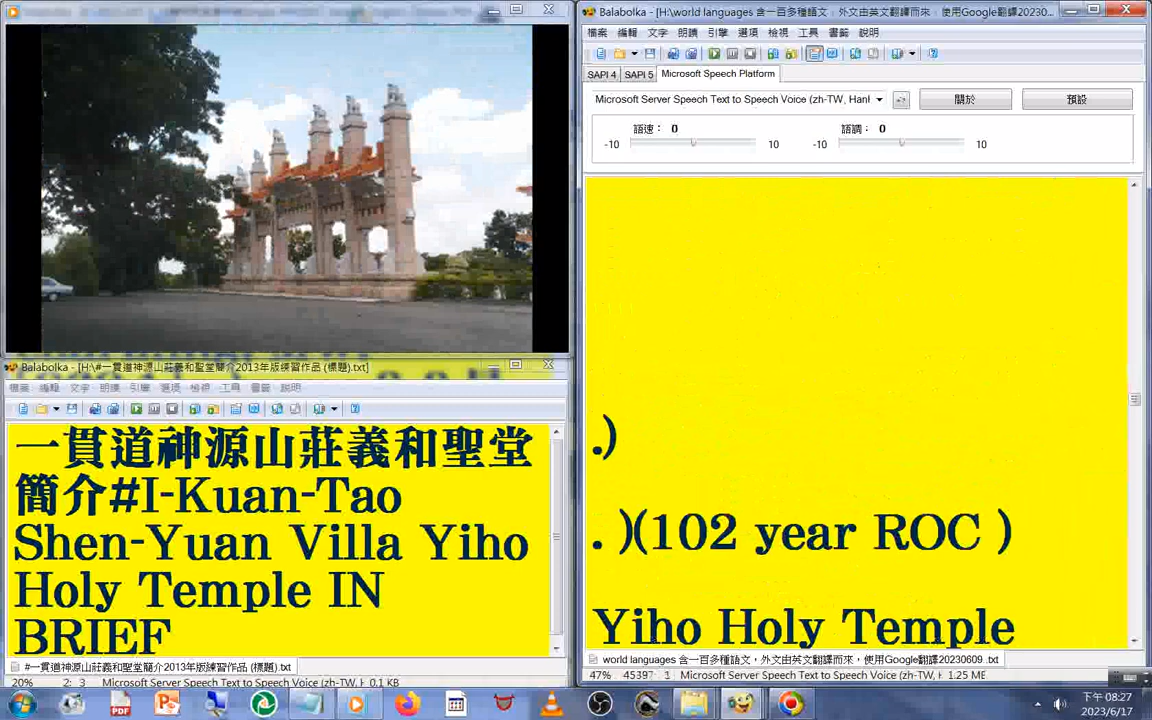 Balabolka - [H:\world languages 含一百多種語文，外文由英文翻譯而來，使用Google翻譯20230...
檔案 編輯 文字 朗讀 引擎 選項 檢視 工具 書籤 說明
SAPI 4 SAPI 5 Microsoft Speech Platform
Microsoft Server Speech Text to Speech Voice (zh-TW, Hanl
關於 預設
語速： 0 語調： 0
-10 10 -10 10
.)
. )(102 year ROC )
Yiho Holy Temple
world languages 含一百多種語文，外文由英文翻譯而來，使用Google翻譯20230609 .txt
47% 45397: 1 Microsoft Server Speech Text to Speech Voice (zh-TW, H 1.25 ME
Balabolka - [H:\#一貫道神源山莊義和聖堂簡介2013年版練習作品 (標題).txt]
檔案 編輯 文字 朗讀 引擎 選項 檢視 工具 書籤 說明
一貫道神源山莊義和聖堂
簡介#I-Kuan-Tao
Shen-Yuan Villa Yiho
Holy Temple IN
BRIEF
#一貫道神源山莊義和聖堂簡介2013年版練習作品 (標題).txt
20% 2: 3 Microsoft Server Speech Text to Speech Voice (zh-TW, H 0.1 KB
下午 08:27
2023/6/17